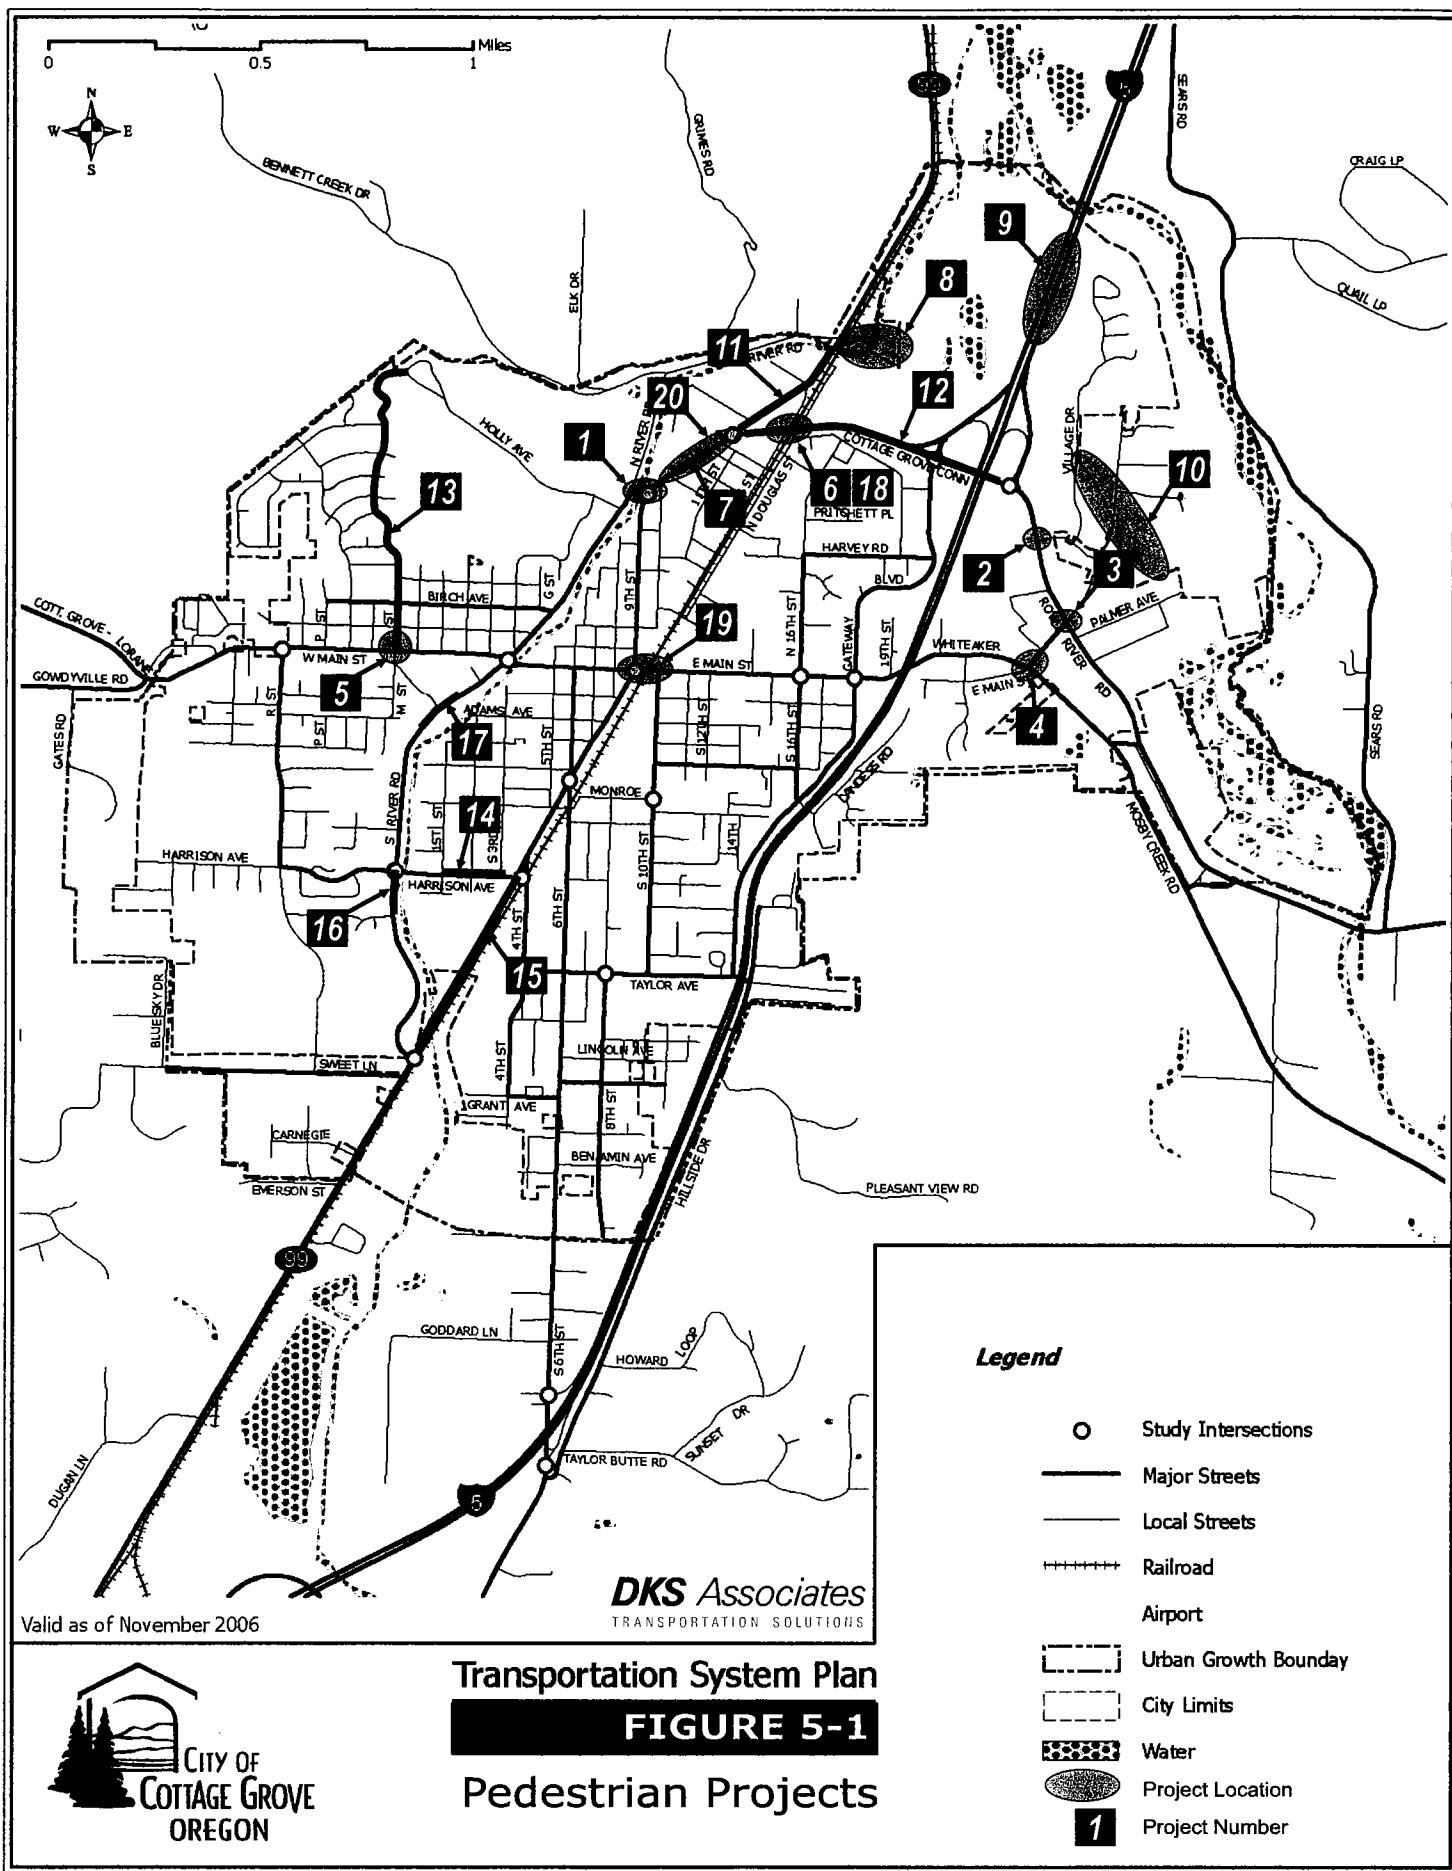 Miles
0
0.5
1
N
W
E
S
99
5
SEARS RD
GRIMES RD
CRAIG LP
BENNETT CREEK DR
9
QUAIL LP
ELK DR
8
11
RIVER RD
12
20
N RIVER RD
1
HOLLY AVE
COTTAGE GROVE CONN
VILLAGE DR
10
13
11TH ST
ST
N DOUGLAS ST
7
6
18
PRITCHETT PL
HARVEY RD
2
3
BLVD
G ST
9TH ST
BIRCH AVE
ROW
RIVER
RD
PALMER AVE
COTT. GROVE - LORANE
P ST
ST
19
N 16TH ST
GATEWAY
19TH ST
WHITEAKER
W MAIN ST
E MAIN ST
E MAIN ST
GOWDYVILLE RD
5
4
R ST
P ST
M ST
ADAMS AVE
17
5TH ST
S 12TH ST
S 16TH ST
GATES RD
SEARS RD
LANDESS RD
S RIVER RD
MONROE
MOSBY CREEK RD
14
1ST ST
S 3RD
14TH
HARRISON AVE
HARRISON AVE
S 10TH ST
16
6TH ST
4TH ST
15
TAYLOR AVE
BLUE SKY DR
SWEET LN
4TH ST
LINCOLN AVE
GRANT AVE
8TH ST
CARNEGIE
BENJAMIN AVE
HILLSIDE DR
EMERSON ST
PLEASANT VIEW RD
99
GODDARD LN
S 6TH ST
HOWARD
LOOP
SUNSET DR
DUGAN LN
TAYLOR BUTTE RD
5
DKS Associates
TRANSPORTATION SOLUTIONS
Valid as of November 2006
Legend
Study Intersections
Major Streets
Local Streets
Railroad
Airport
Urban Growth Boundary
City Limits
Water
Project Location
1 Project Number
Transportation System Plan
FIGURE 5-1
Pedestrian Projects
CITY OF
COTTAGE GROVE
OREGON